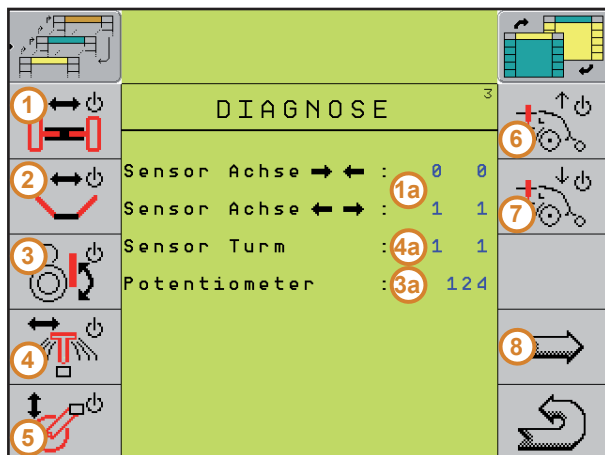 DIAGNOSE 3
Sensor Achse → ← : 0 0
Sensor Achse ← → : 1 1
Sensor Turm : 1 1
Potentiometer : 124
1
2
3
4
5
1a
4a
3a
6
7
8